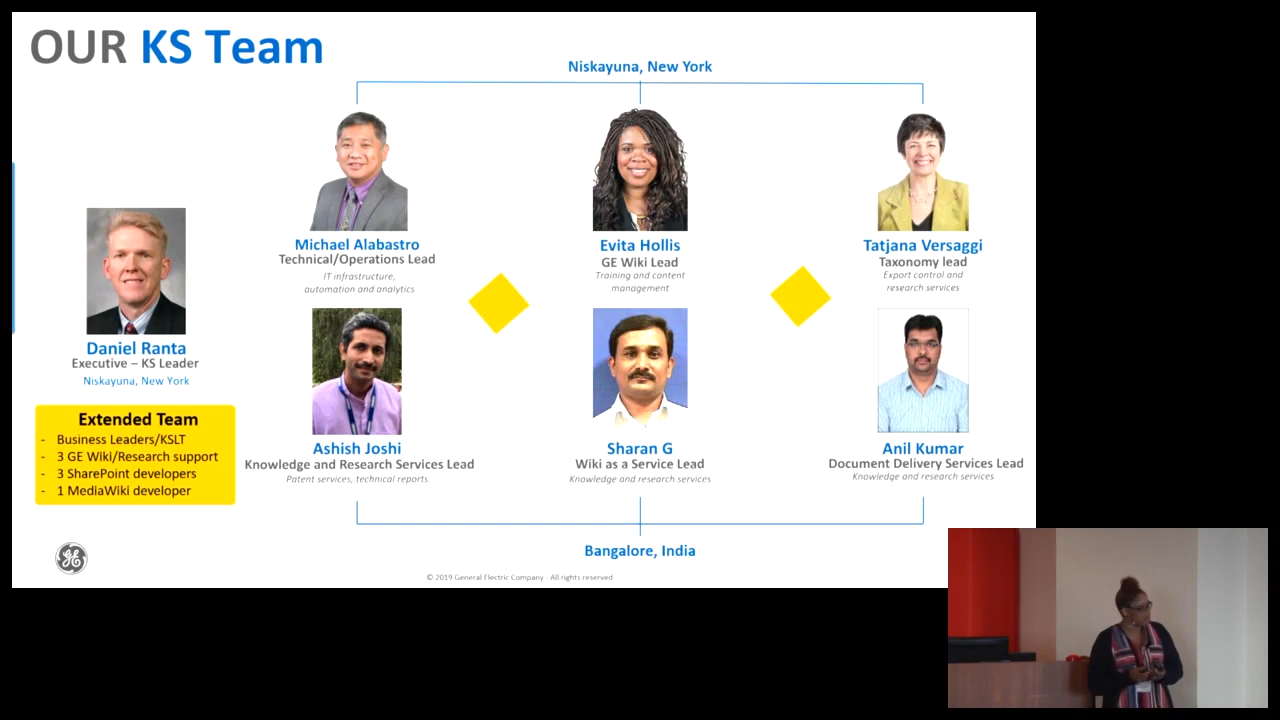 OUR KS Team
Niskayuna, New York
Michael Alabastro
Technical/Operations Lead
IT infrastructure,
automation and analytics
Evita Hollis
GE Wiki Lead
Training and content
management
Tatjana Versaggi
Taxonomy lead
Export control and
research services
Daniel Ranta
Executive – KS Leader
Niskayuna, New York
Extended Team
- Business Leaders/KSLT
- 3 GE Wiki/Research support
- 3 SharePoint developers
- 1 MediaWiki developer
Ashish Joshi
Knowledge and Research Services Lead
Patent services, technical reports
Sharan G
Wiki as a Service Lead
Knowledge and research services
Anil Kumar
Document Delivery Services Lead
Knowledge and research services
Bangalore, India
GE
© 2019 General Electric Company - All rights reserved